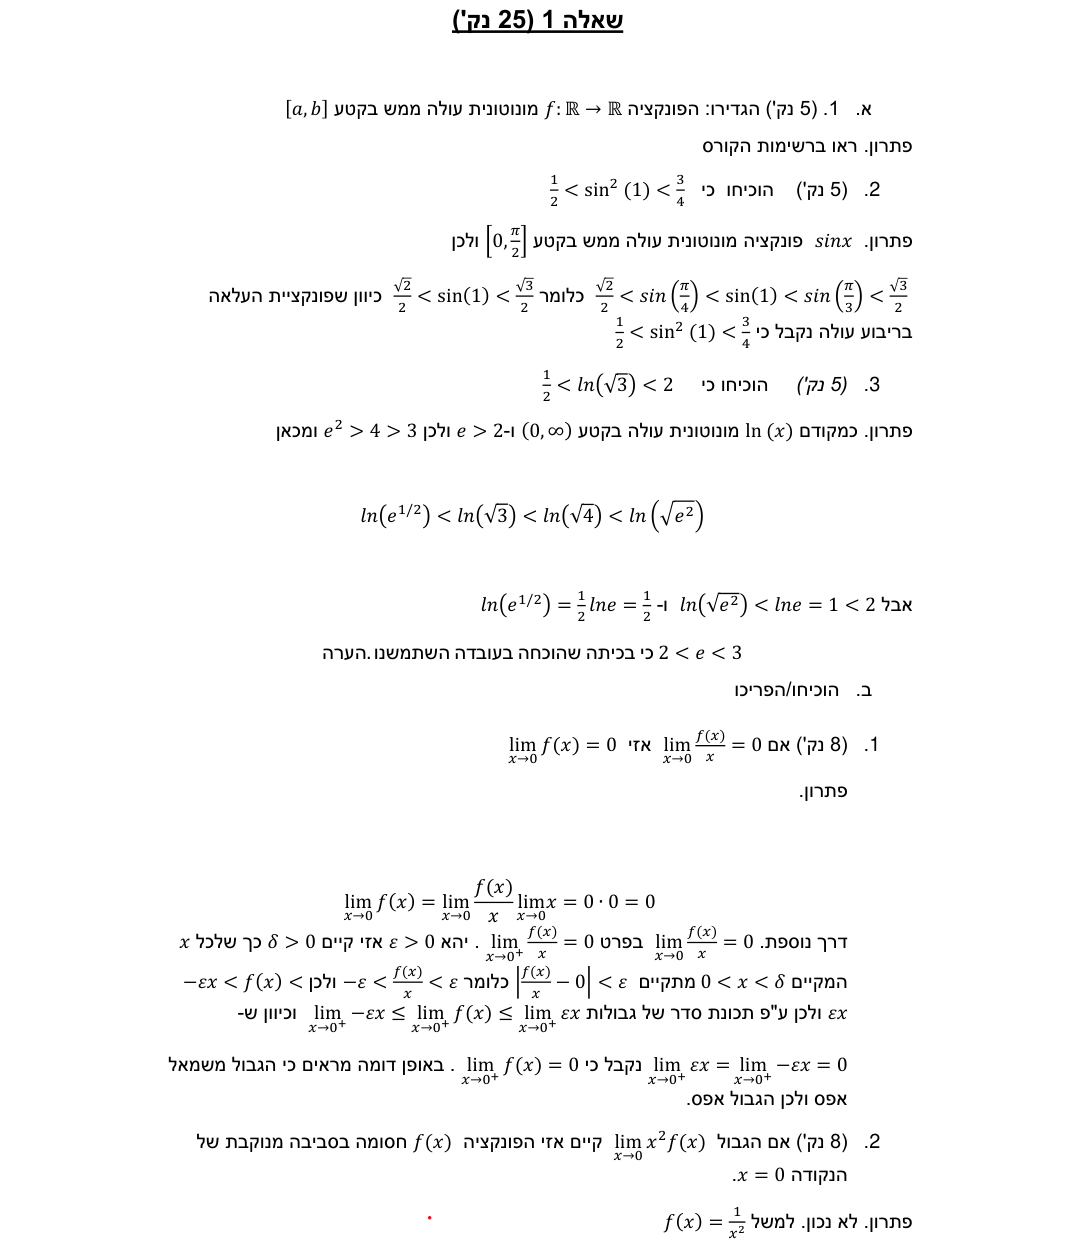 שאלה 1 (25 נק')
א. 1. (5 נק') הגדירו: הפונקציה f: ℝ → ℝ מונוטונית עולה ממש בקטע [a, b]
פתרון. ראו ברשימות הקורס
2. (5 נק') הוכיחו כי 1/2 < sin² (1) < 3/4
פתרון. sinx פונקציה מונוטונית עולה ממש בקטע [0, π/2] ולכן
√2/2 < sin(π/4) < sin(1) < sin(π/3) < √3/2 כלומר √2/2 < sin(1) < √3/2 כיוון שפונקציית העלאה
בריבוע עולה נקבל כי 1/2 < sin² (1) < 3/4
3. (5 נק') הוכיחו כי 1/2 < ln(√3) < 2
פתרון. כמקודם ln (x) מונוטונית עולה בקטע (0, ∞) ו-e > 2 ולכן e² > 4 > 3 ומכאן
ln(e^{1/2}) < ln(√3) < ln(√4) < ln(√e²)
אבל ln(√e²) < lne = 1 < 2 ו- ln(e^{1/2}) = 1/2 lne = 1/2
2 < e < 3 כי בכיתה שהוכחה בעובדה השתמשנו.הערה
ב. הוכיחו/הפריכו
1. (8 נק') אם lim_{x→0} f(x)/x = 0 אזי lim_{x→0} f(x) = 0
פתרון.
lim_{x→0} f(x) = lim_{x→0} f(x)/x lim_{x→0} x = 0 · 0 = 0
דרך נוספת. lim_{x→0} f(x)/x = 0 בפרט lim_{x→0⁺} f(x)/x = 0 . יהא ε > 0 אזי קיים δ > 0 כך שלכל x
המקיים 0 < x < δ מתקיים |f(x)/x − 0| < ε כלומר −ε < f(x)/x < ε ולכן −εx < f(x) <
εx ולכן ע"פ תכונת סדר של גבולות lim_{x→0⁺} −εx ≤ lim_{x→0⁺} f(x) ≤ lim_{x→0⁺} εx וכיוון ש-
lim_{x→0⁺} εx = lim_{x→0⁺} −εx = 0 נקבל כי lim_{x→0⁺} f(x) = 0 . באופן דומה מראים כי הגבול משמאל
אפס ולכן הגבול אפס.
2. (8 נק') אם הגבול lim_{x→0} x²f(x) קיים אזי הפונקציה f(x) חסומה בסביבה מנוקבת של
הנקודה x = 0.
פתרון. לא נכון. למשל f(x) = 1/x²